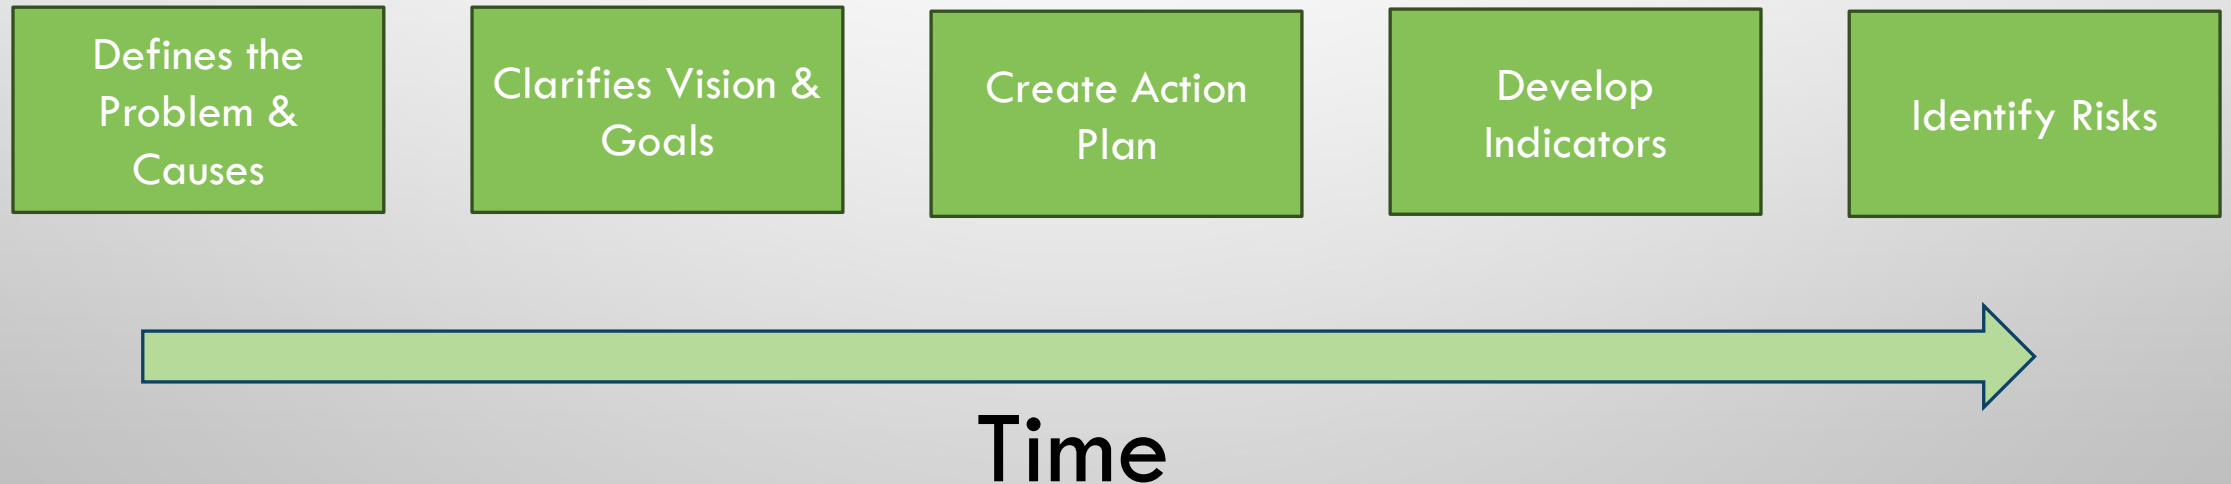 Defines the
Problem &
Causes
Clarifies Vision &
Goals
Create Action
Plan
Develop
Indicators
Identify Risks
Time